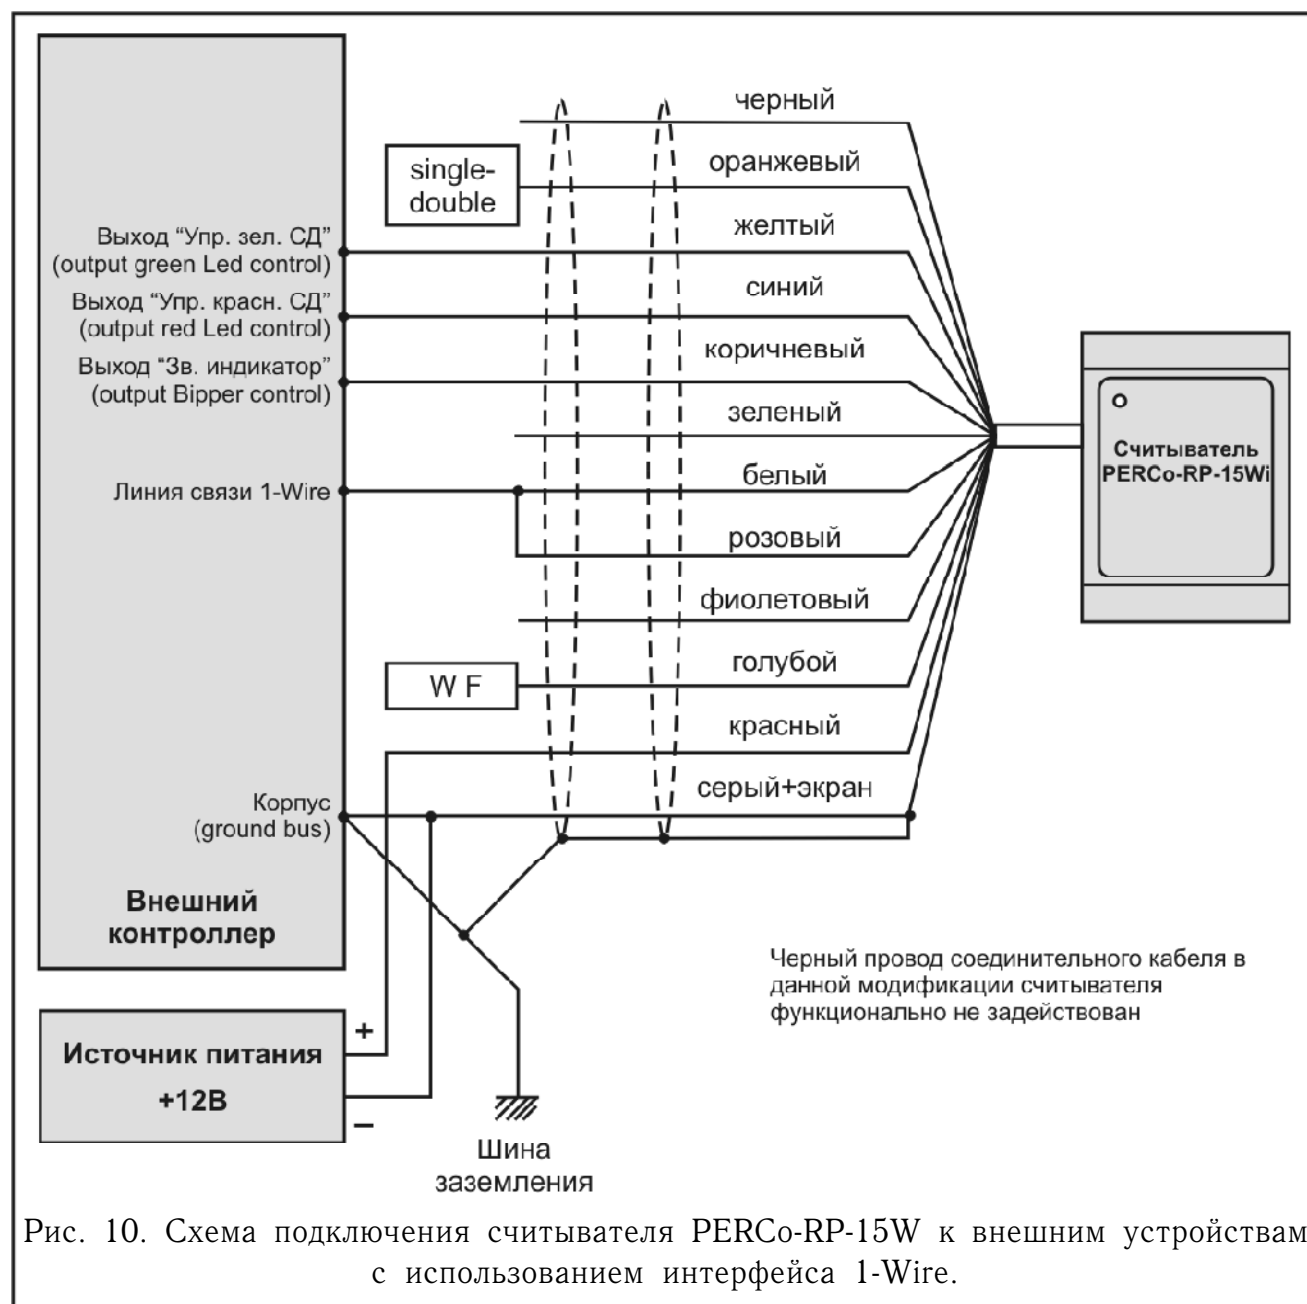 черный
оранжевый
single-
double
желтый
Выход “Упр. зел. СД”
(output green Led control)
синий
Выход “Упр. красн. СД”
(output red Led control)
коричневый
Выход “Зв. индикатор”
(output Bipper control)
зеленый
Считыватель
PERCo-RP-15Wi
белый
Линия связи 1-Wire
розовый
фиолетовый
голубой
W F
красный
серый+экран
Корпус
(ground bus)
Внешний
контроллер
Черный провод соединительного кабеля в
данной модификации считывателя
функционально не задействован
+
Источник питания
+12В
–
Шина
заземления
Рис. 10. Схема подключения считывателя PERCo-RP-15W к внешним устройствам
с использованием интерфейса 1-Wire.